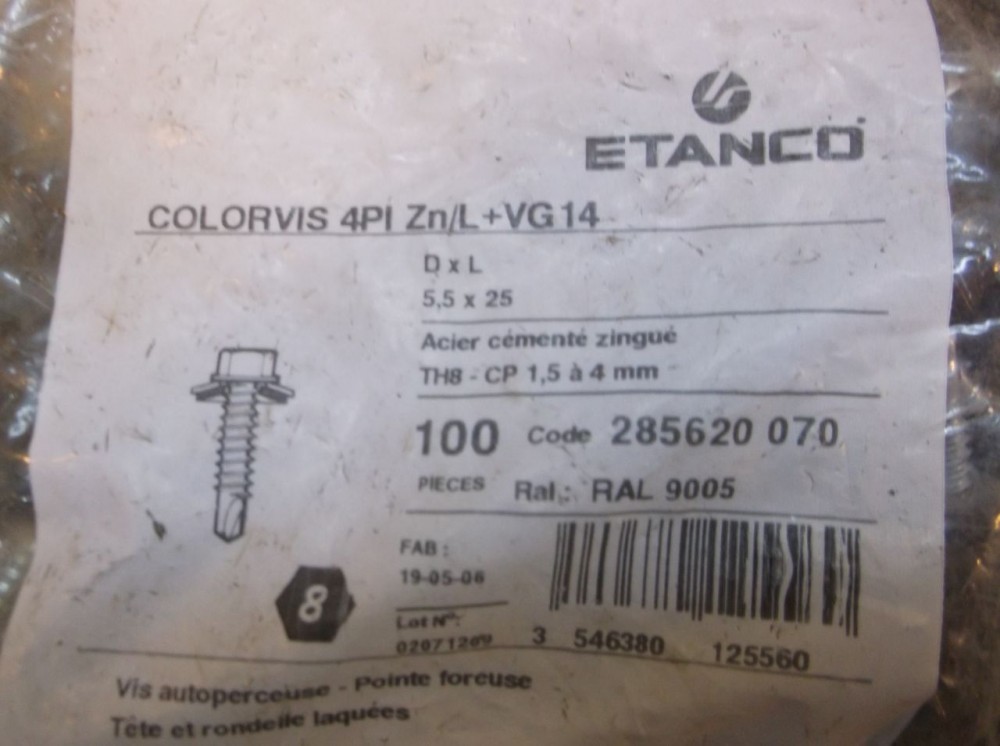 ETANCO
COLORVIS 4PI Zn/L+VG14
D x L
5,5 x 25
Acier cémenté zingué
TH8 - CP 1,5 à 4 mm
100 Code 285620 070
PIECES Ral.: RAL 9005
FAB :
19-05-06
Lot N°:
02071209
8
3 546380 125560
Vis autoperceuse - Pointe foreuse
Tête et rondelle laquées